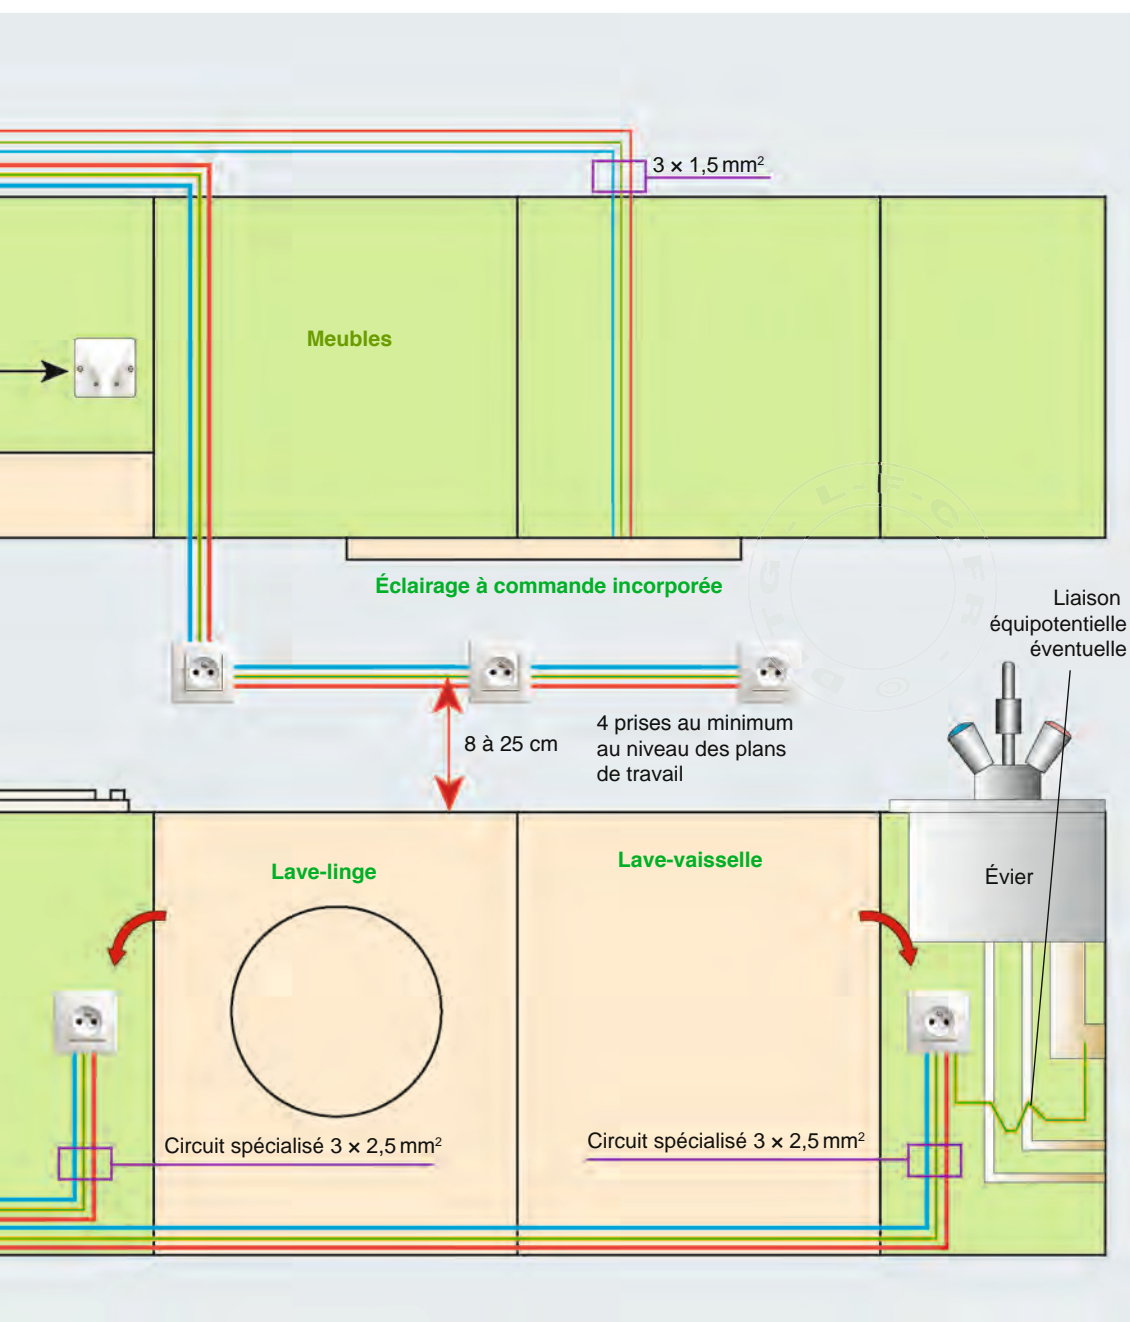 3 × 1,5 mm²
Meubles
Éclairage à commande incorporée
Liaison
équipotentielle
éventuelle
4 prises au minimum
au niveau des plans
de travail
8 à 25 cm
Lave-linge
Lave-vaisselle
Évier
Circuit spécialisé 3 × 2,5 mm²
Circuit spécialisé 3 × 2,5 mm²